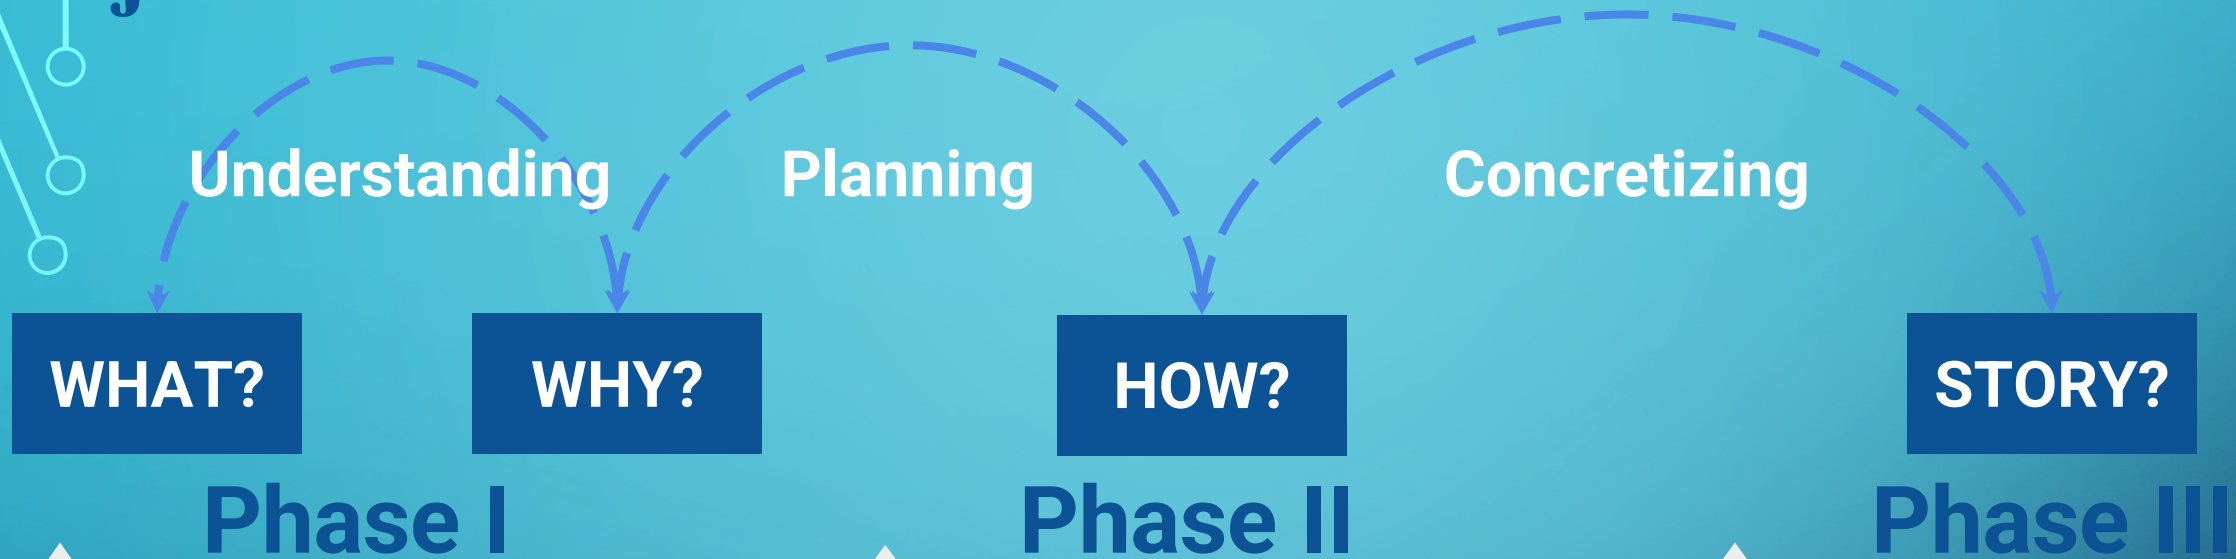 Understanding
Planning
Concretizing
WHAT?
WHY?
HOW?
STORY?
Phase I
Phase II
Phase III